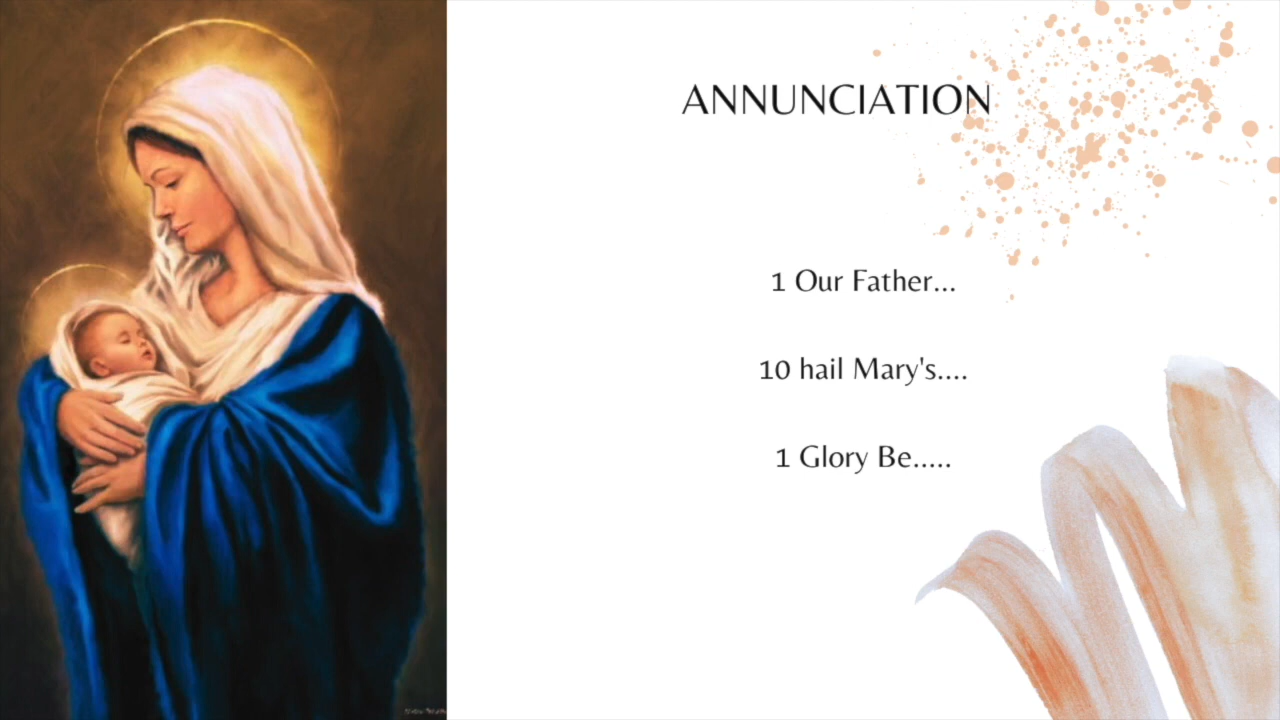 ANNUNCIATION
1 Our Father...
10 hail Mary's....
1 Glory Be.....